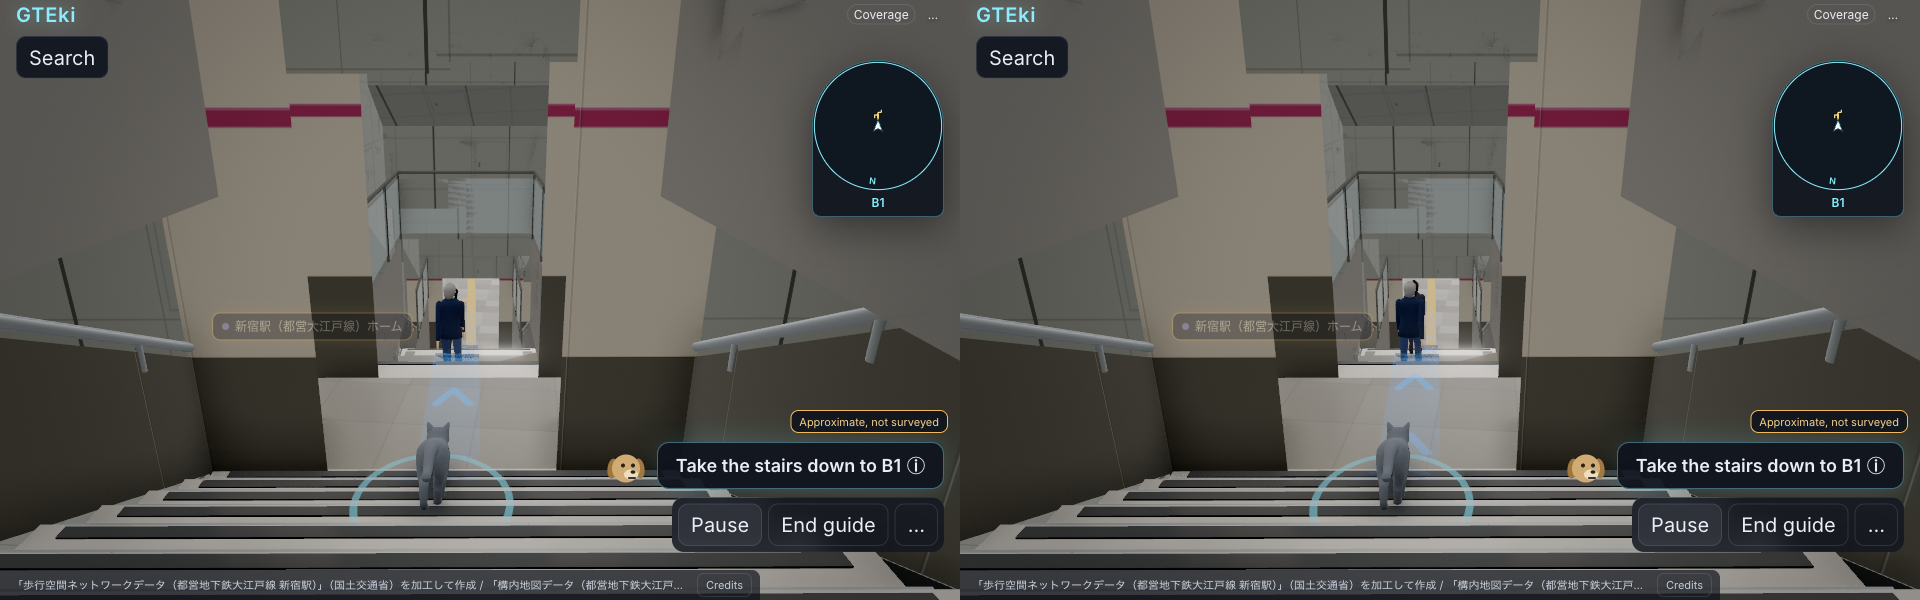 GTEki
Coverage
...
Search
N
B1
新宿駅（都営大江戸線）ホーム
Approximate, not surveyed
Take the stairs down to B1 ⓘ
Pause
End guide
...
「歩行空間ネットワークデータ（都営地下鉄大江戸線 新宿駅）」（国土交通省）を加工して作成 / 「構内地図データ（都営地下鉄大江戸...
Credits
GTEki
Coverage
...
Search
N
B1
新宿駅（都営大江戸線）ホーム
Approximate, not surveyed
Take the stairs down to B1 ⓘ
Pause
End guide
...
「歩行空間ネットワークデータ（都営地下鉄大江戸線 新宿駅）」（国土交通省）を加工して作成 / 「構内地図データ（都営地下鉄大江戸...
Credits